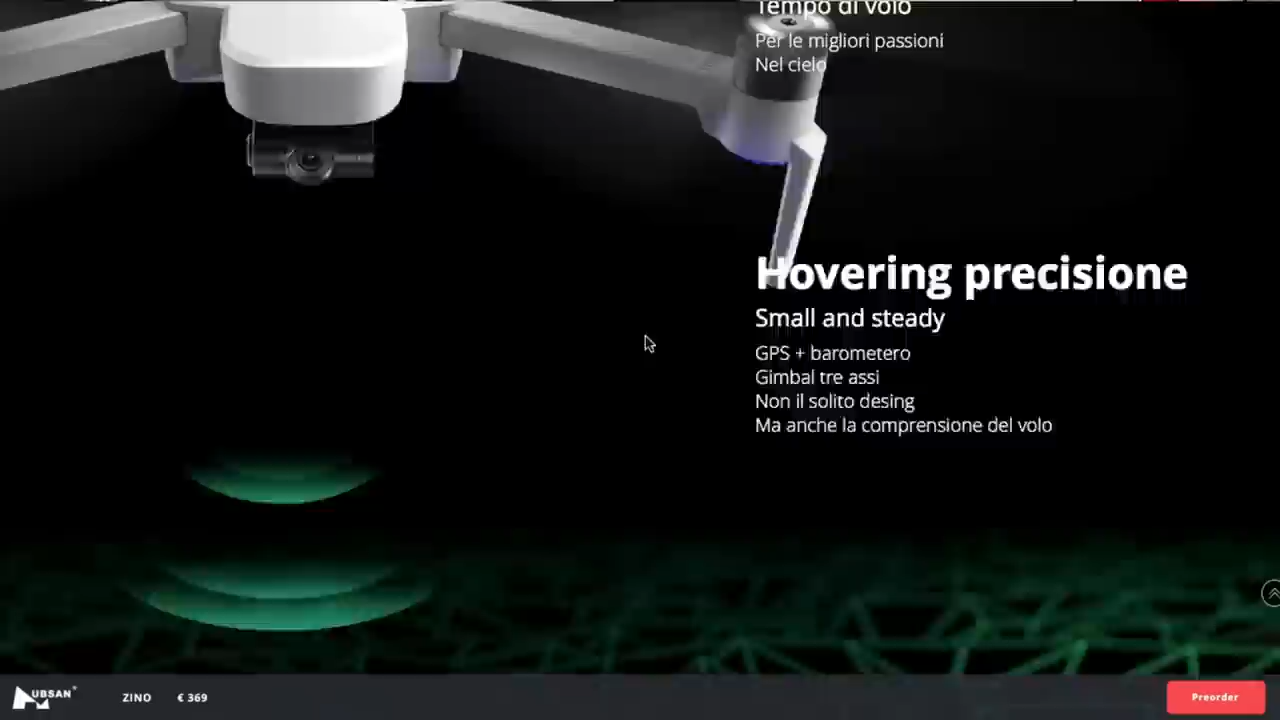 Tempo di volo
Per le migliori passioni
Nel cielo
Hovering precisione
Small and steady
GPS + barometero
Gimbal tre assi
Non il solito desing
Ma anche la comprensione del volo
HUBSAN
ZINO
€ 369
Preorder